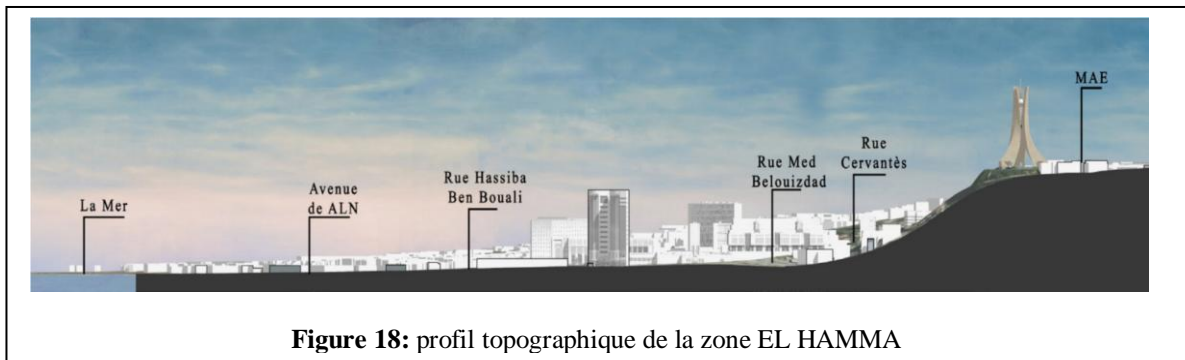 La Mer
Avenue
de ALN
Rue Hassiba
Ben Bouali
Rue Med
Belouizdad
Rue
Cervantès
MAE
Figure 18: profil topographique de la zone EL HAMMA